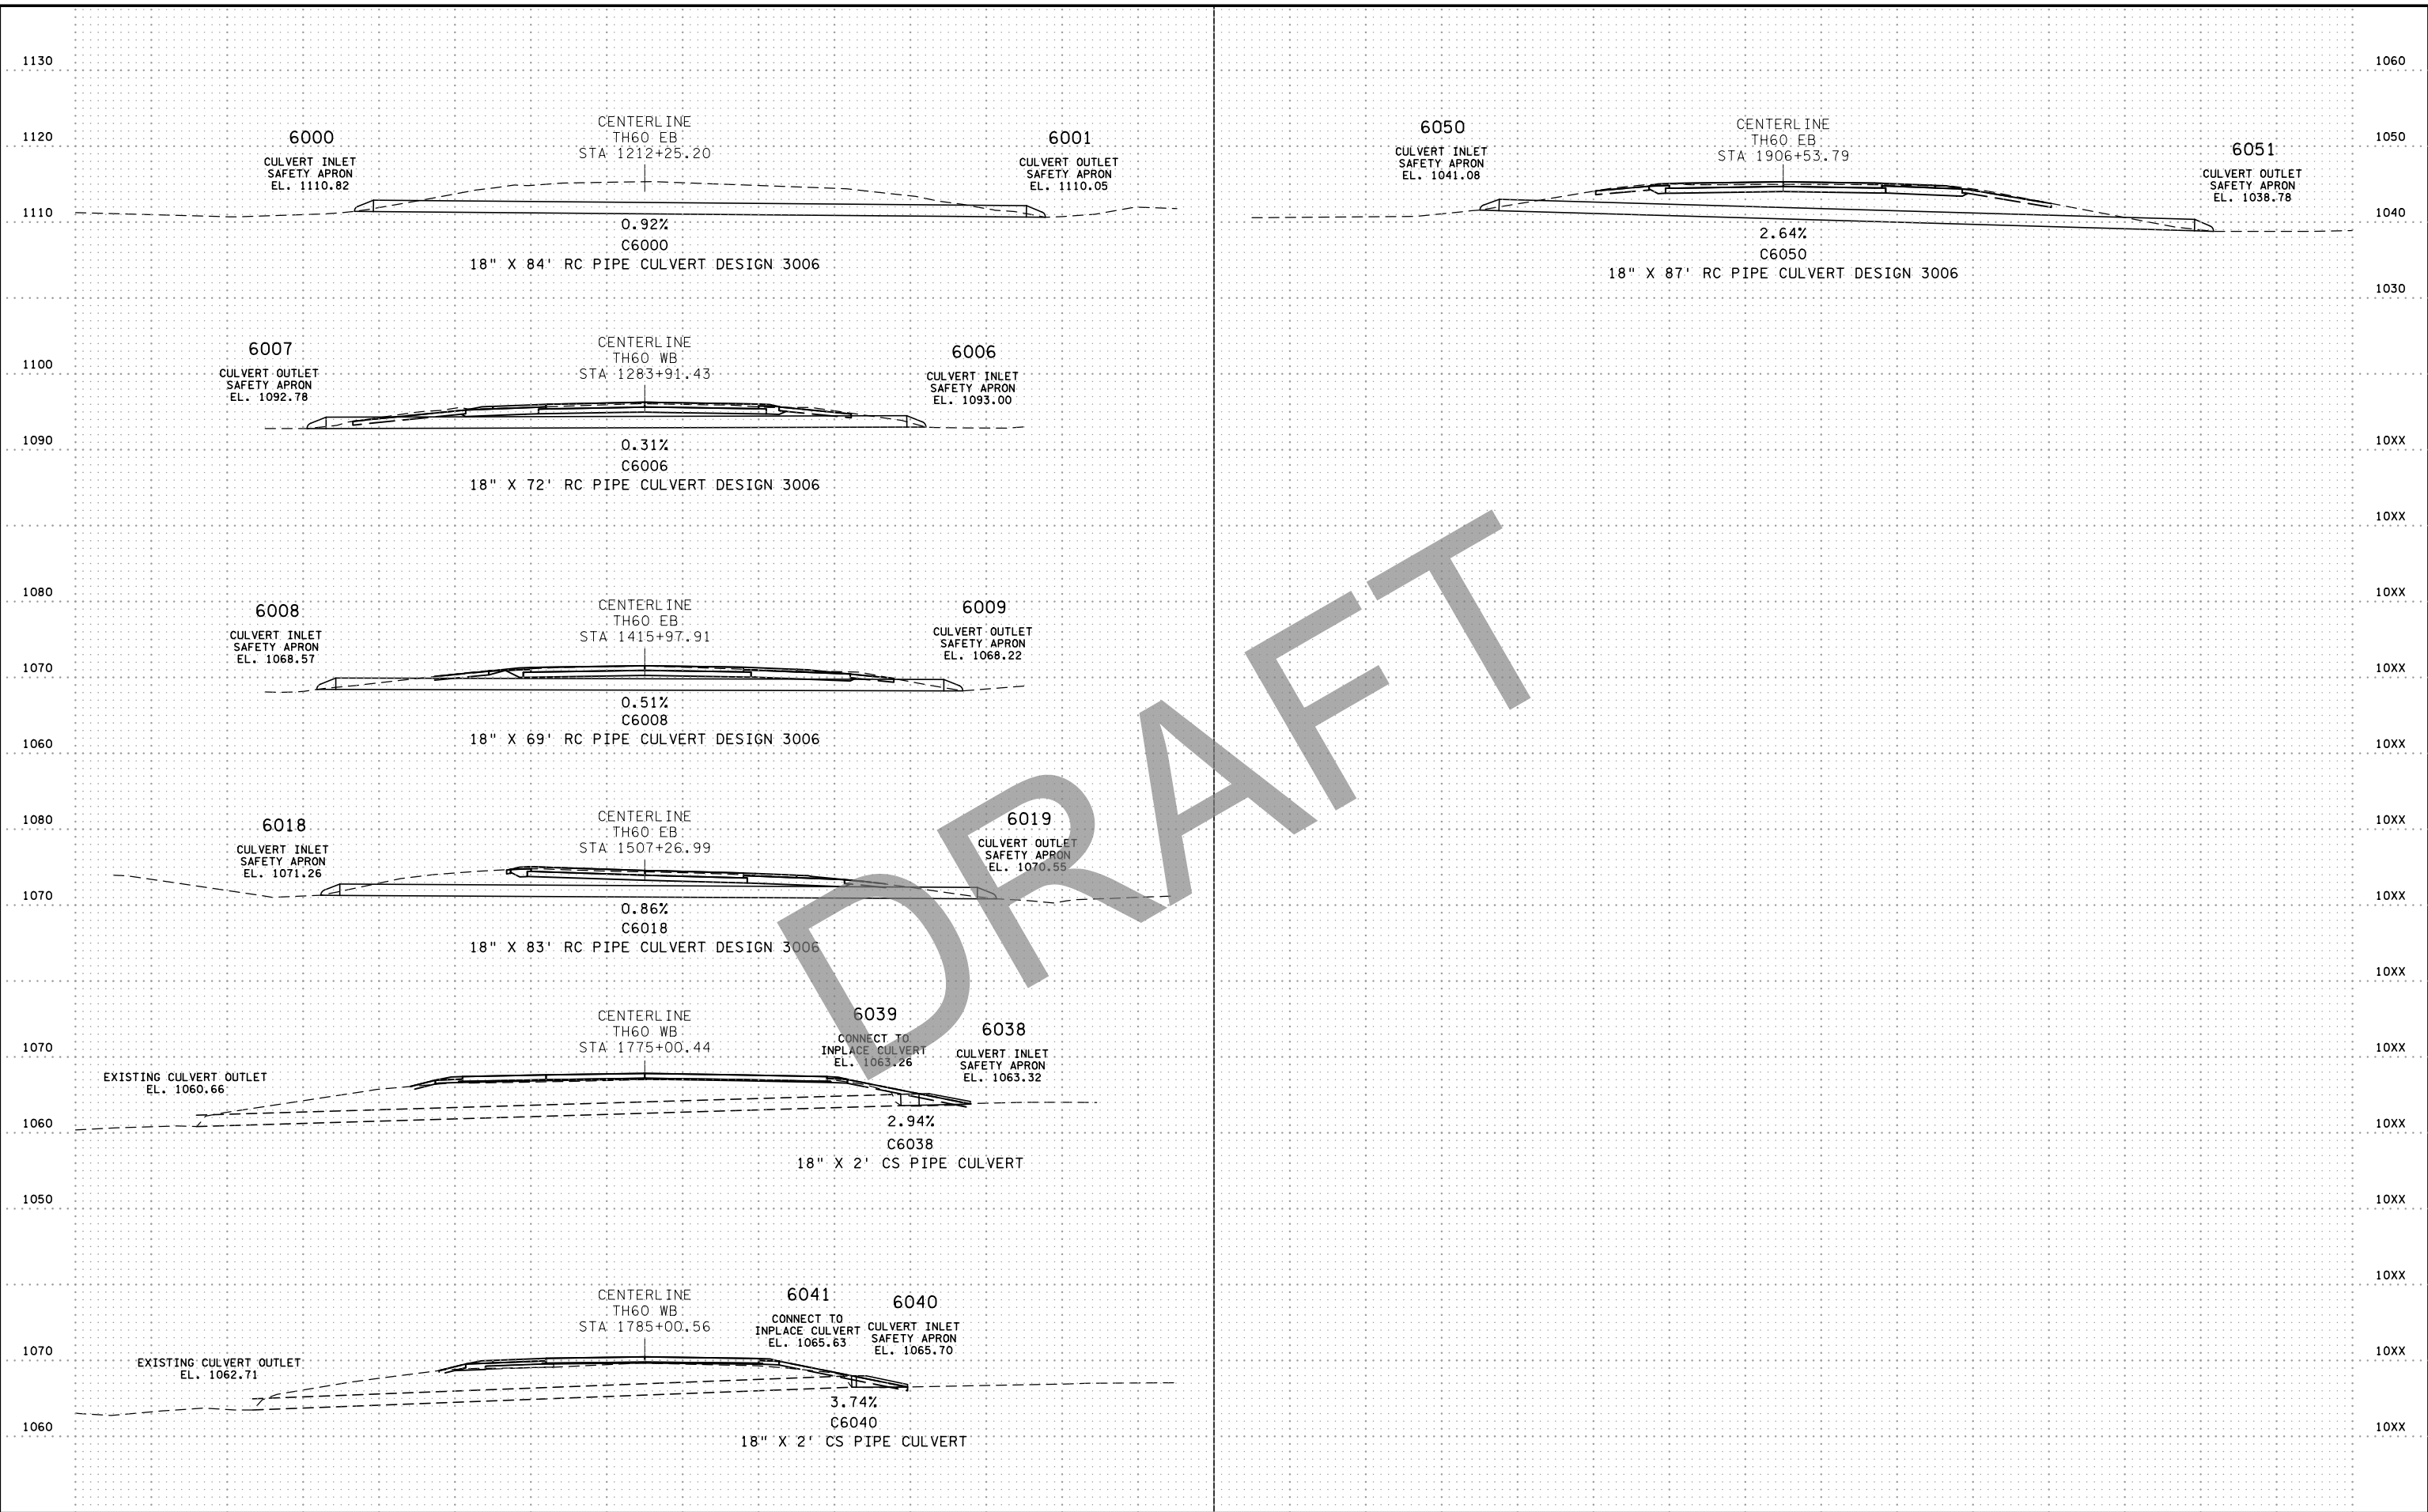 1130
1120
1110
1100
1090
1080
1070
1060
1080
1070
1070
1060
1050
1070
1060
6000
CULVERT INLET
SAFETY APRON
EL. 1110.82
CENTERLINE
TH60 EB
STA 1212+25.20
6001
CULVERT OUTLET
SAFETY APRON
EL. 1110.05
0.92%
C6000
18" X 84' RC PIPE CULVERT DESIGN 3006
6007
CULVERT OUTLET
SAFETY APRON
EL. 1092.78
CENTERLINE
TH60 WB
STA 1283+91.43
6006
CULVERT INLET
SAFETY APRON
EL. 1093.00
0.31%
C6006
18" X 72' RC PIPE CULVERT DESIGN 3006
6008
CULVERT INLET
SAFETY APRON
EL. 1068.57
CENTERLINE
TH60 EB
STA 1415+97.91
6009
CULVERT OUTLET
SAFETY APRON
EL. 1068.22
0.51%
C6008
18" X 69' RC PIPE CULVERT DESIGN 3006
6018
CULVERT INLET
SAFETY APRON
EL. 1071.26
CENTERLINE
TH60 EB
STA 1507+26.99
6019
CULVERT OUTLET
SAFETY APRON
EL. 1070.55
0.86%
C6018
18" X 83' RC PIPE CULVERT DESIGN 3006
EXISTING CULVERT OUTLET
EL. 1060.66
CENTERLINE
TH60 WB
STA 1775+00.44
6039
CONNECT TO
INPLACE CULVERT
EL. 1063.26
6038
CULVERT INLET
SAFETY APRON
EL. 1063.32
2.94%
C6038
18" X 2' CS PIPE CULVERT
EXISTING CULVERT OUTLET
EL. 1062.71
CENTERLINE
TH60 WB
STA 1785+00.56
6041
CONNECT TO
INPLACE CULVERT
EL. 1065.63
6040
CULVERT INLET
SAFETY APRON
EL. 1065.70
3.74%
C6040
18" X 2' CS PIPE CULVERT
6050
CULVERT INLET
SAFETY APRON
EL. 1041.08
CENTERLINE
TH60 EB
STA 1906+53.79
6051
CULVERT OUTLET
SAFETY APRON
EL. 1038.78
2.64%
C6050
18" X 87' RC PIPE CULVERT DESIGN 3006
1060
1050
1040
1030
10XX
10XX
10XX
10XX
10XX
10XX
10XX
10XX
10XX
10XX
10XX
10XX
10XX
10XX
DRAFT